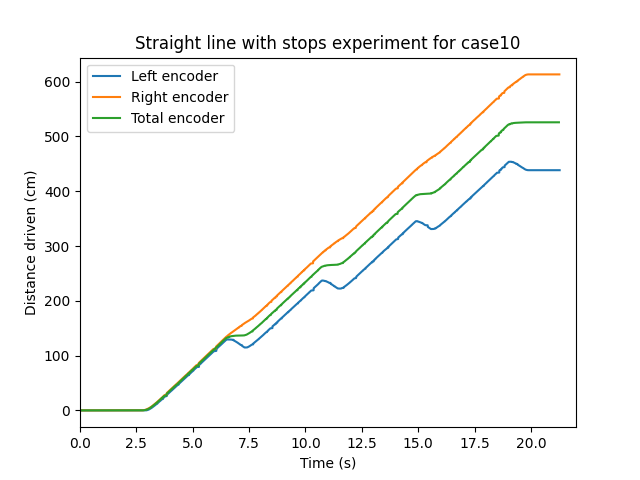 Straight line with stops experiment for case10
Left encoder
Right encoder
Total encoder
Distance driven (cm)
600
500
400
300
200
100
0
0.0 2.5 5.0 7.5 10.0 12.5 15.0 17.5 20.0
Time (s)